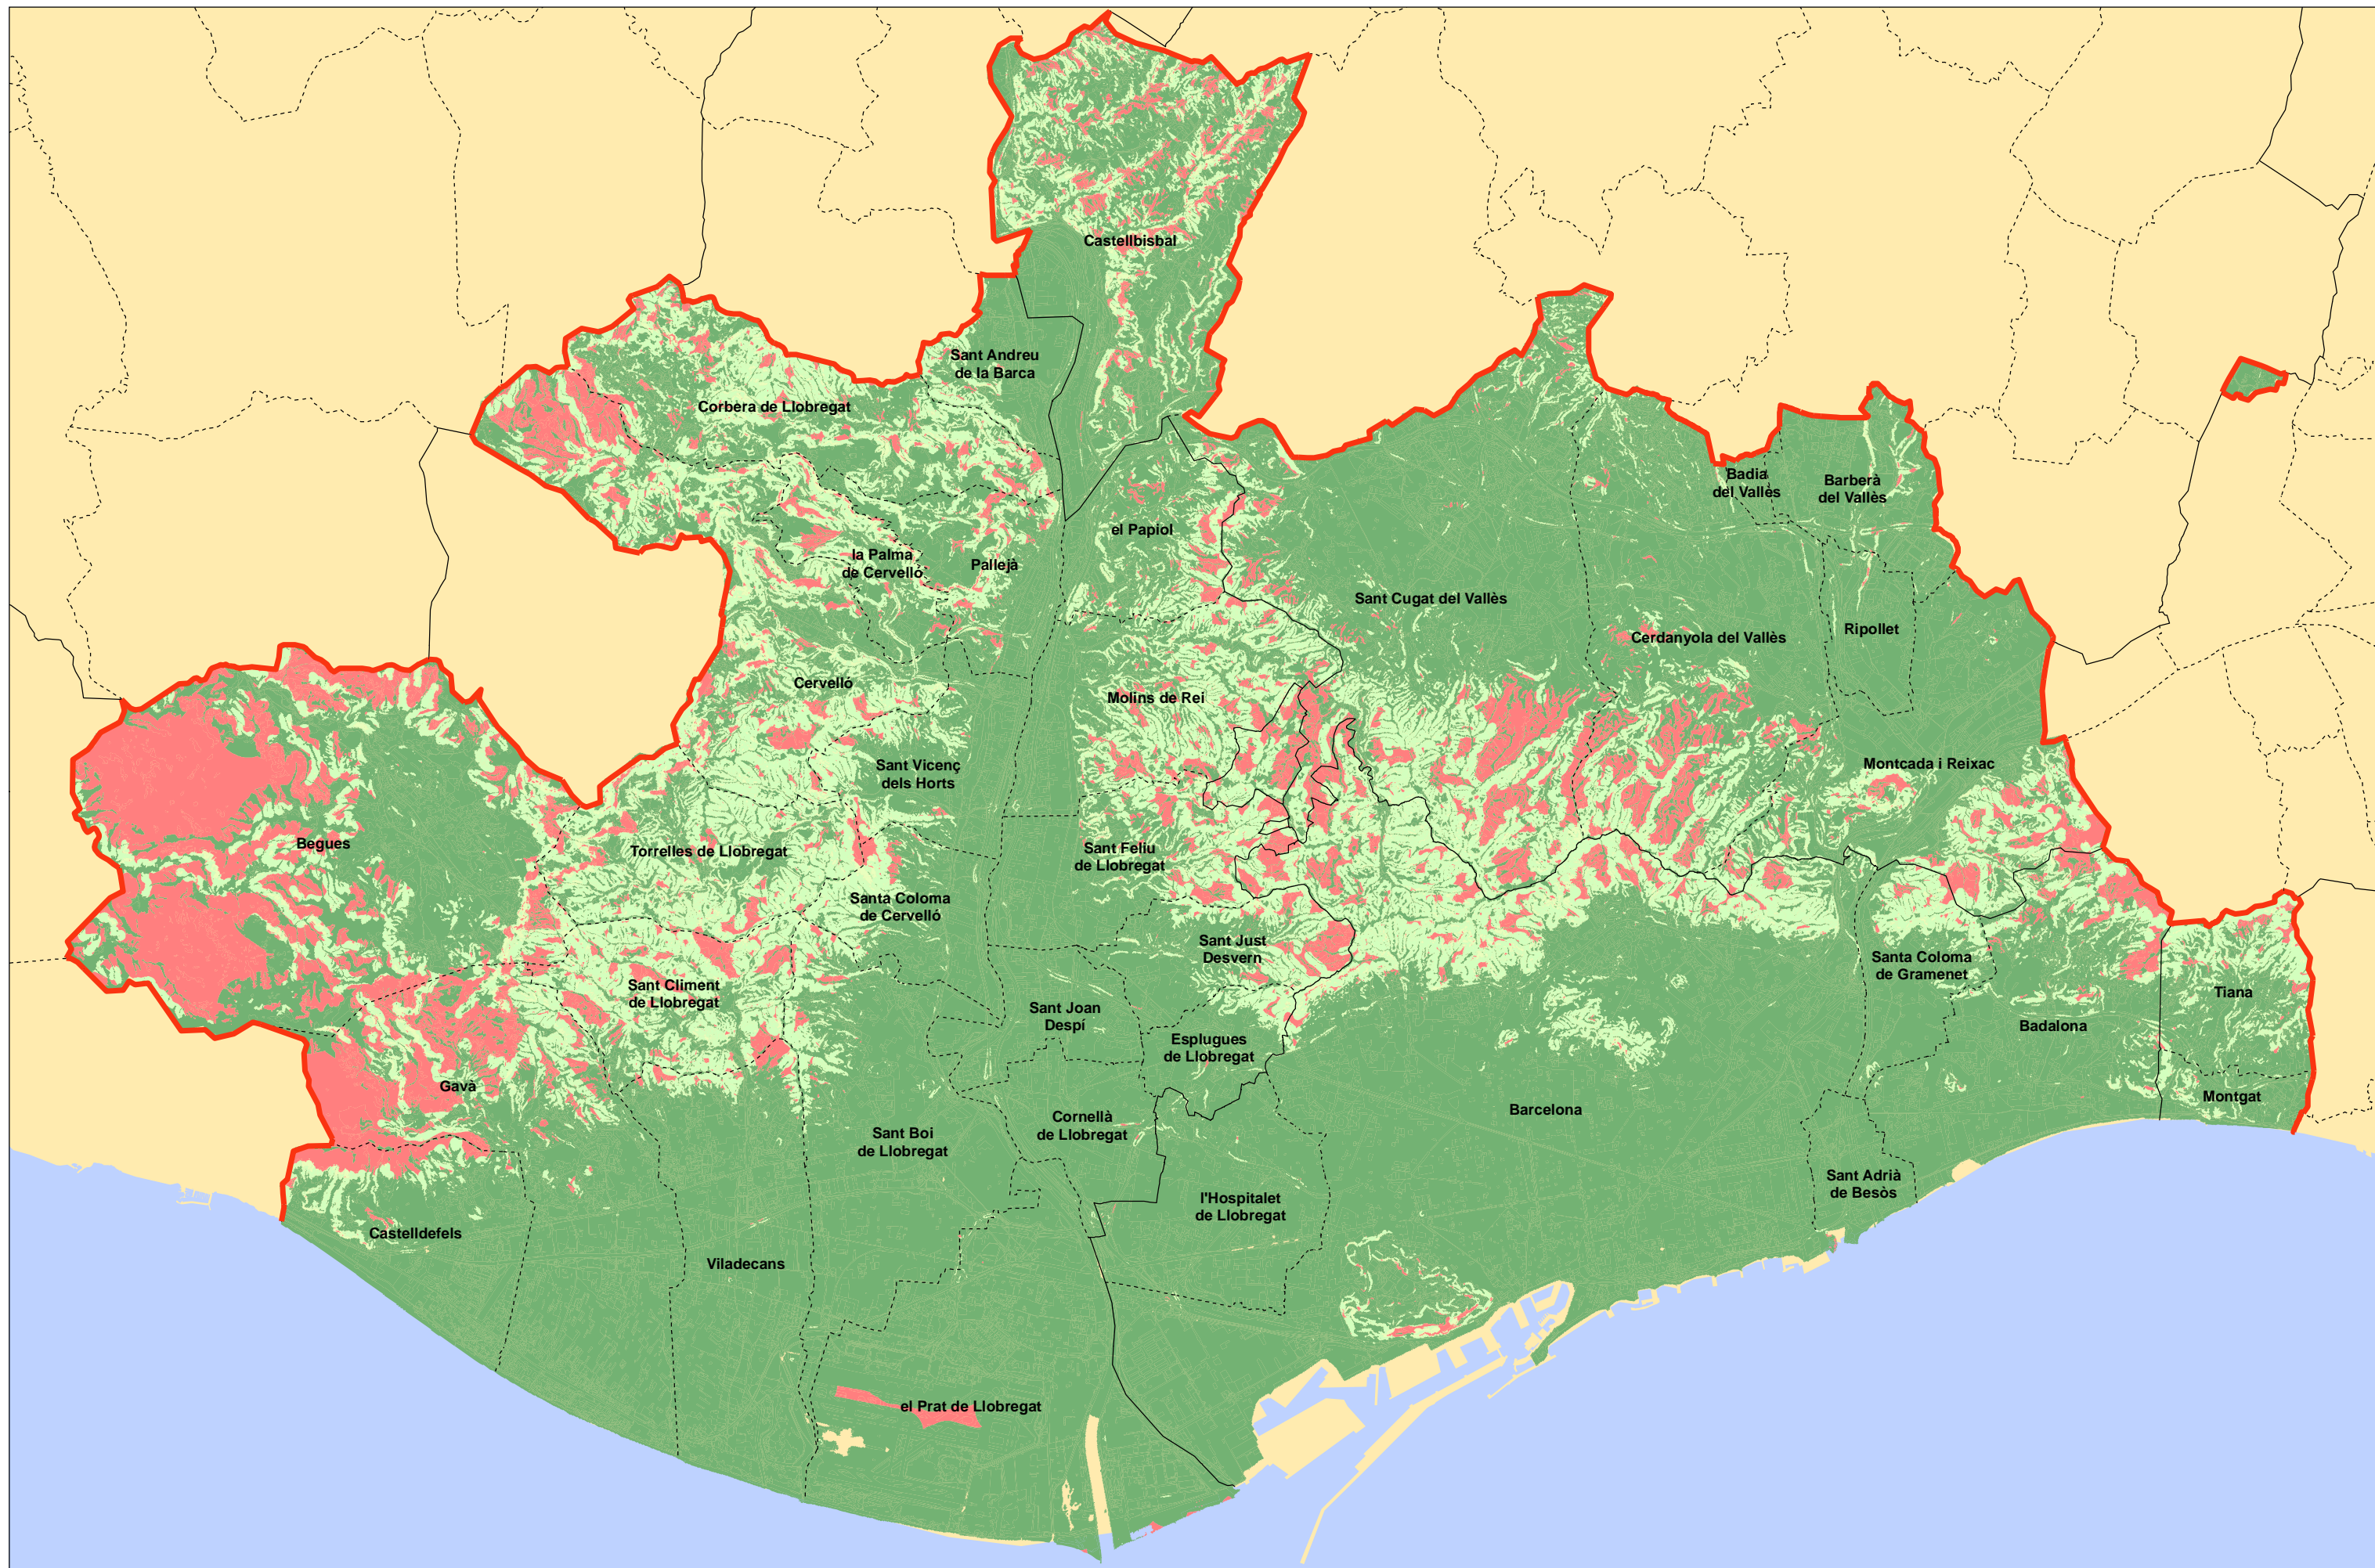 Castellbisbal
Sant Andreu
de la Barca
Corbera de Llobregat
Badia
del Vallès
Barberà
del Vallès
el Papiol
la Palma
de Cervelló
Pallejà
Sant Cugat del Vallès
Cerdanyola del Vallès
Ripollet
Cervelló
Molins de Rei
Sant Vicenç
dels Horts
Montcada i Reixac
Begues
Torrelles de Llobregat
Sant Feliu
de Llobregat
Santa Coloma
de Cervelló
Sant Just
Desvern
Santa Coloma
de Gramenet
Sant Climent
de Llobregat
Tiana
Sant Joan
Despí
Badalona
Esplugues
de Llobregat
Gavà
Montgat
Barcelona
Cornellà
de Llobregat
Sant Boi
de Llobregat
Sant Adrià
de Besòs
l'Hospitalet
de Llobregat
Castelldefels
Viladecans
el Prat de Llobregat